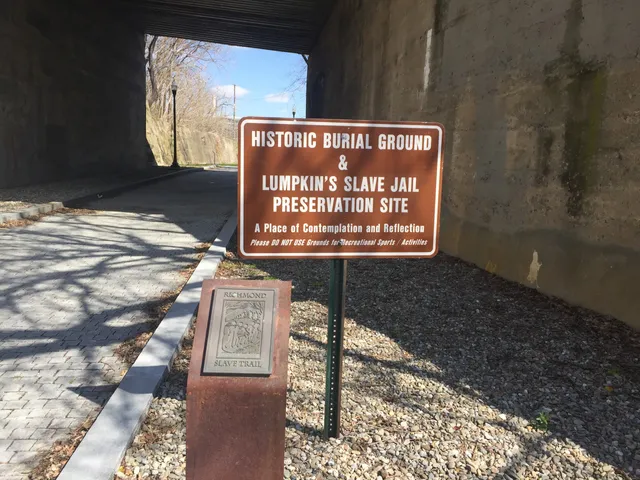 HISTORIC BURIAL GROUND
&
LUMPKIN'S SLAVE JAIL
PRESERVATION SITE
A Place of Contemplation and Reflection
Please DO NOT USE Grounds for Recreational Sports / Activities
RICHMOND
SLAVE TRAIL